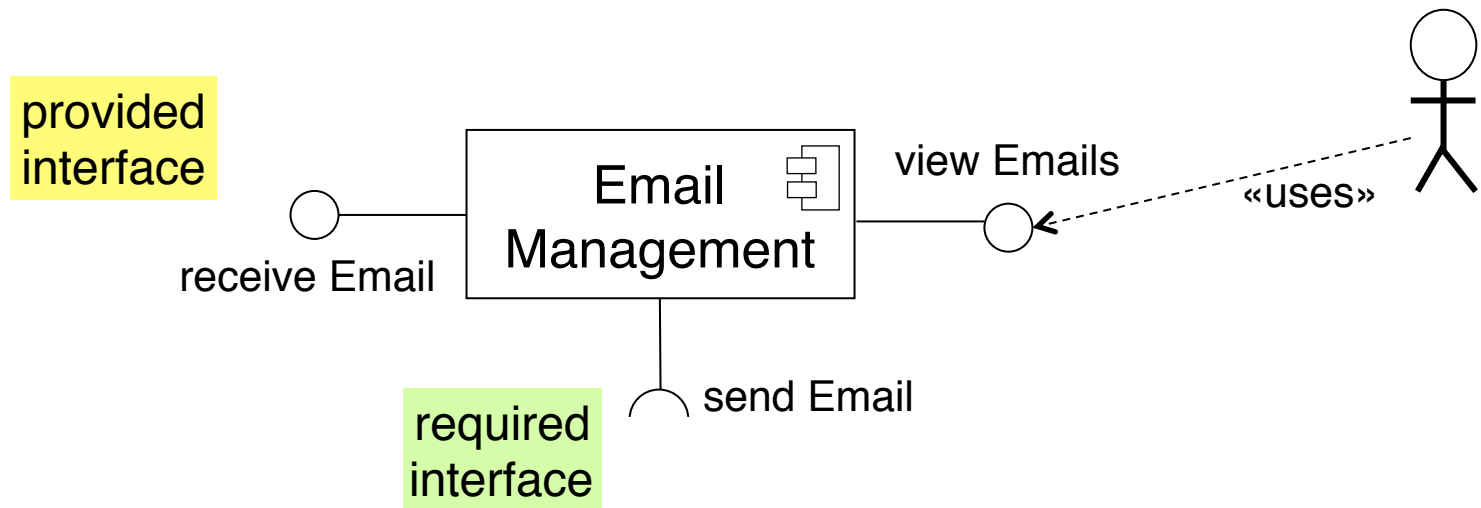 provided
interface
receive Email
Email
Management
view Emails
«uses»
required
interface
send Email